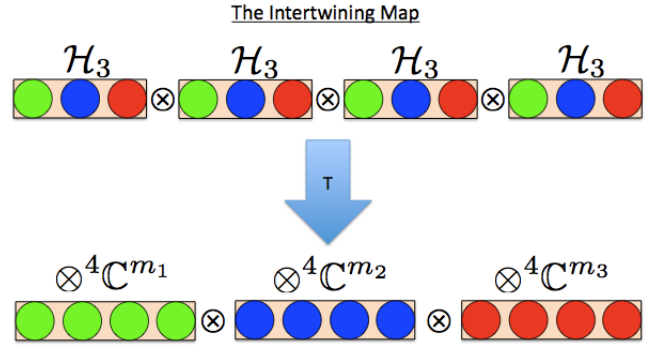 The Intertwining Map
ℋ₃ ℋ₃ ℋ₃ ℋ₃
⊗ ⊗ ⊗
T
⊗⁴ℂᵐ¹ ⊗⁴ℂᵐ² ⊗⁴ℂᵐ³
⊗ ⊗